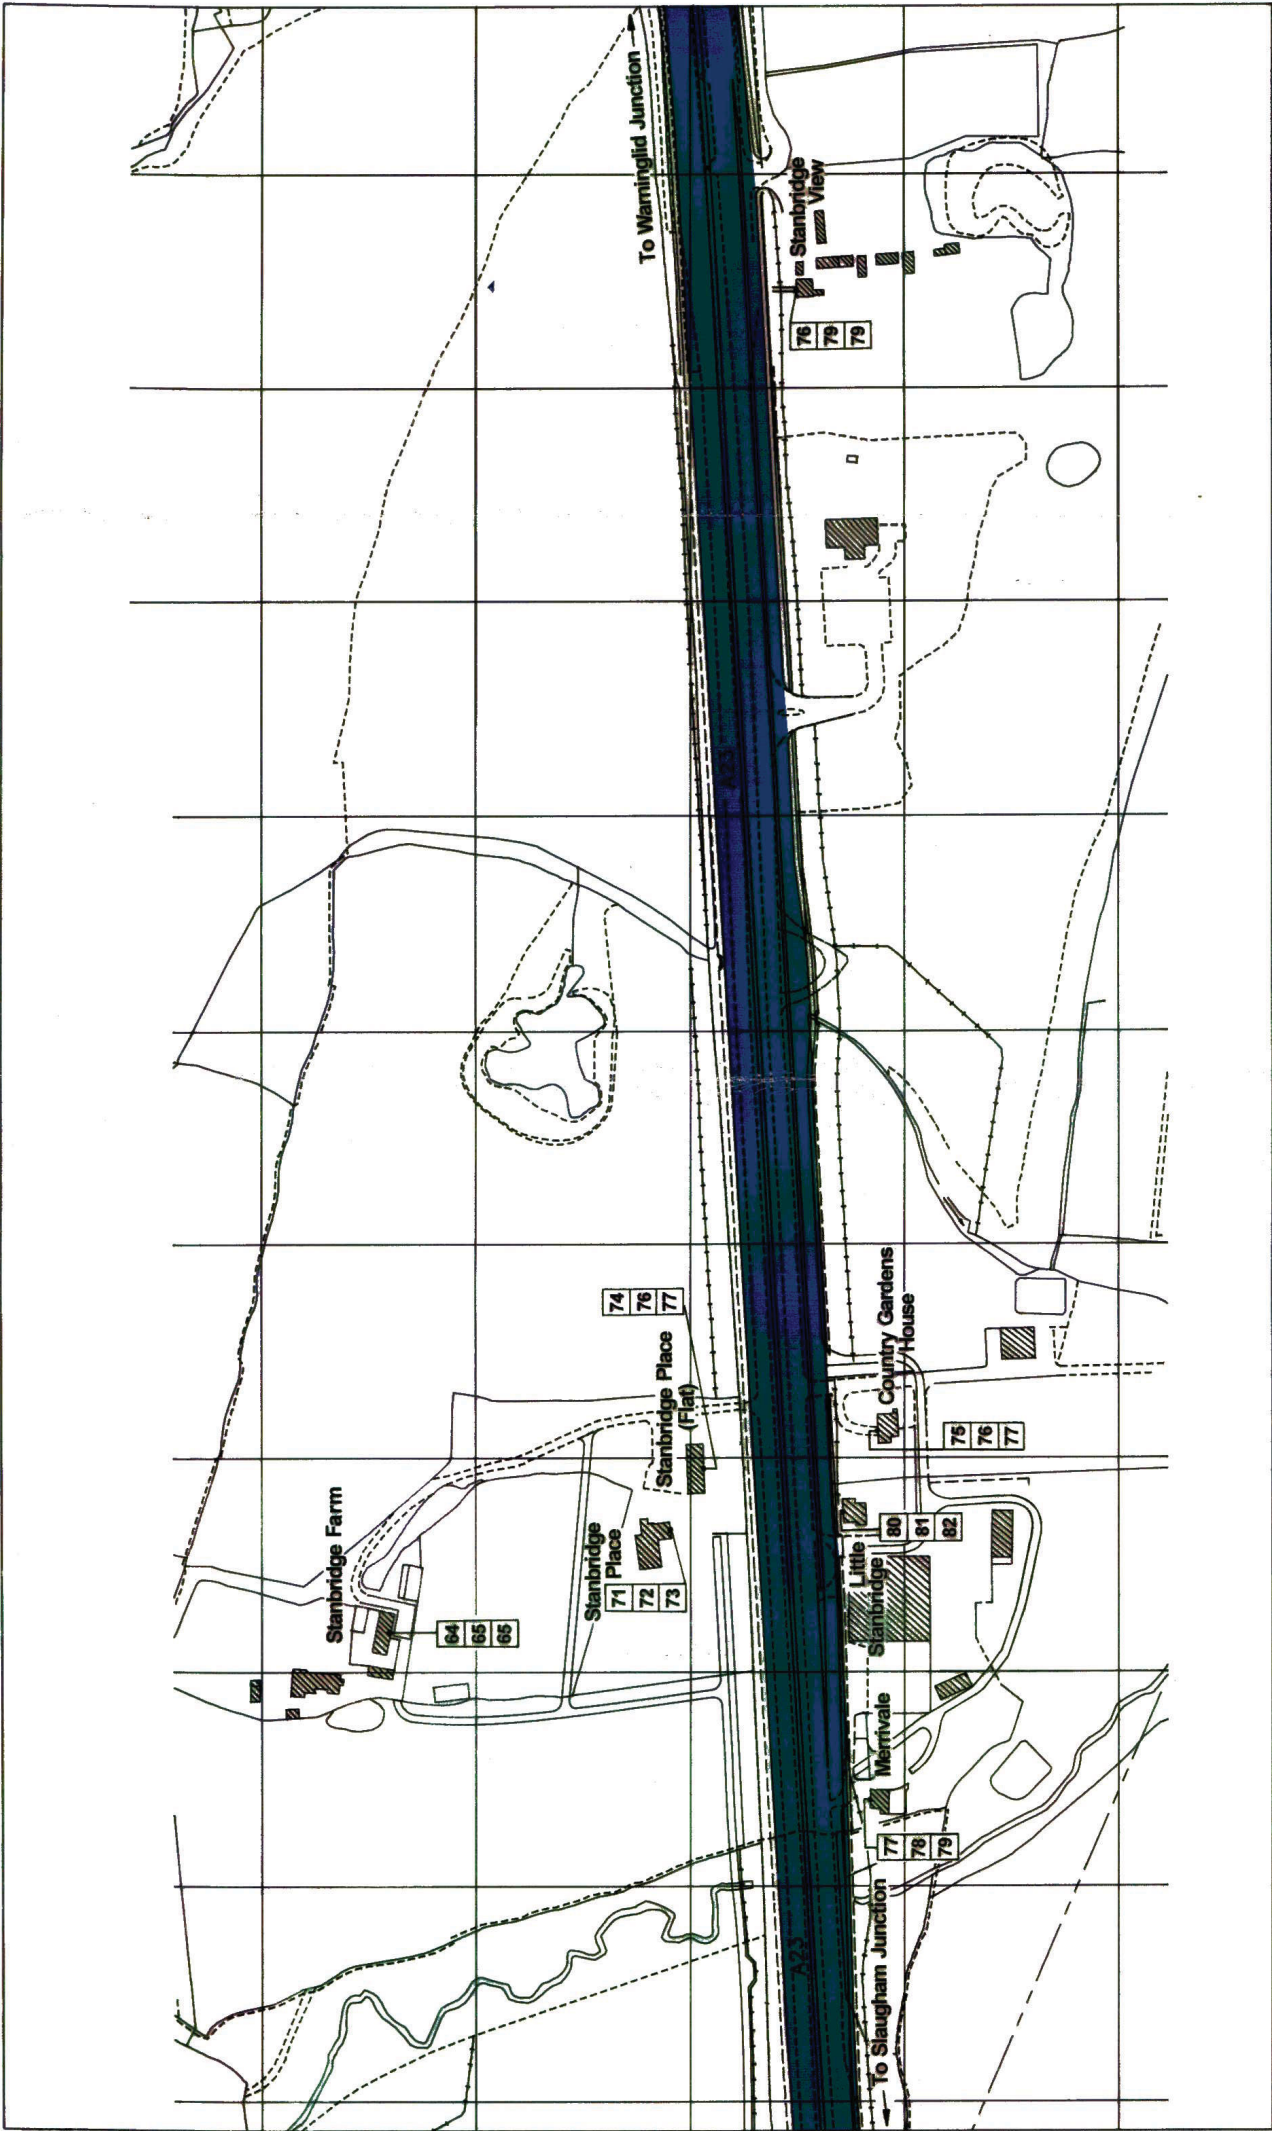 To Warninglid Junction
Stanbridge
View
76
79
79
A23
74
76
77
Stanbridge Place
(Flat)
Country Gardens
House
75
76
77
Stanbridge Farm
64
65
65
Stanbridge
Place
71
72
73
80
81
82
Little
Stanbridge
Merrivale
77
78
79
A23
To Slaugham Junction